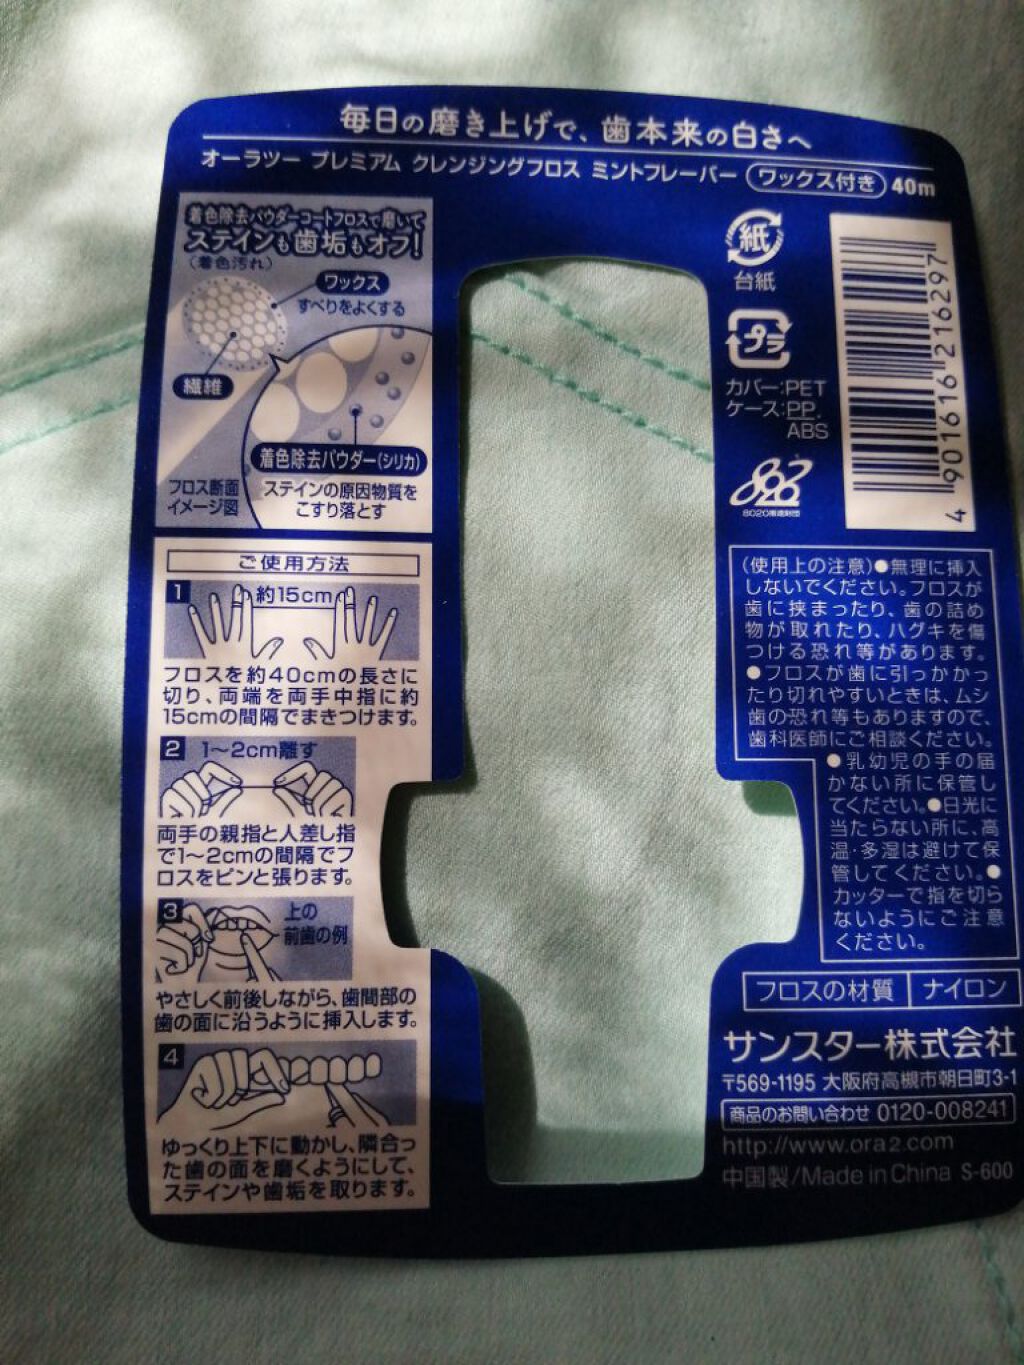 毎日の磨き上げで、歯本来の白さへ
オーラツー プレミアム クレンジングフロス ミントフレーバー ワックス付き 40m
着色除去パウダーコートフロスで磨いて
ステインも歯垢もオフ!
(着色汚れ)
ワックス
すべりをよくする
繊維
着色除去パウダー(シリカ)
フロス断面
イメージ図
ステインの原因物質を
こすり落とす
ご使用方法
1
約15cm
フロスを約40cmの長さに
切り、両端を両手中指に約
15cmの間隔でまきつけます。
2
1〜2cm離す
両手の親指と人差し指
で1〜2cmの間隔でフ
ロスをピンと張ります。
3
上の
前歯の例
やさしく前後しながら、歯間部の
歯の面に沿うように挿入します。
4
ゆっくり上下に動かし、隣合っ
た歯の面を磨くようにして、
ステインや歯垢を取ります。
紙
台紙
プラ
カバー:PET
ケース:PP,
ABS
8020
8020推進財団
4 901616 216297
(使用上の注意)●無理に挿入
しないでください。フロスが
歯に挟まったり、歯の詰め
物が取れたり、ハグキを傷
つける恐れ等があります。
●フロスが歯に引っかかっ
たり切れやすいときは、ムシ
歯の恐れ等もありますので、
歯科医師にご相談ください。
●乳幼児の手の届
かない所に保管し
てください。●日光に
当たらない所に、高
温・多湿は避けて保
管してください。●
カッターで指を切ら
ないようにご注意
ください。
フロスの材質 ナイロン
サンスター株式会社
〒569-1195 大阪府高槻市朝日町3-1
商品のお問い合わせ 0120-008241
http://www.ora2.com
中国製/Made in China S-600